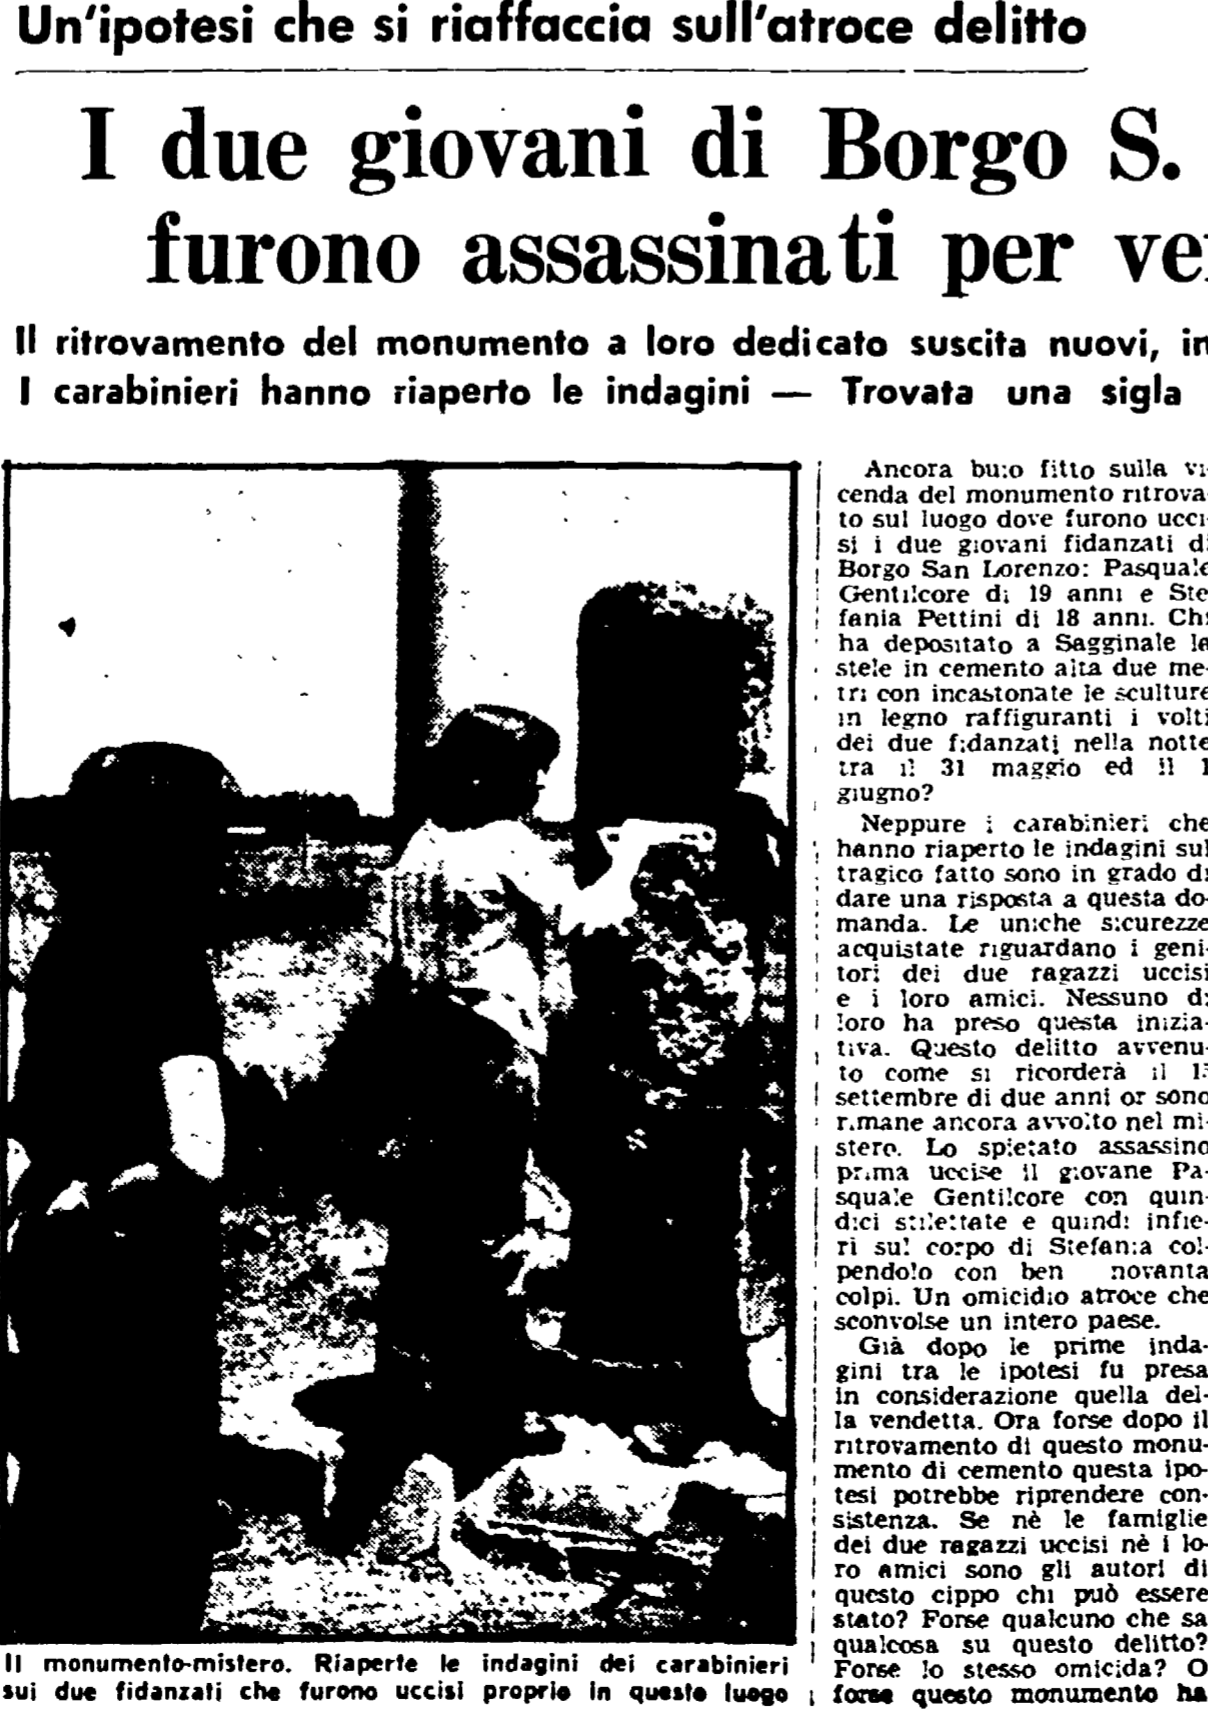 Un'ipotesi che si riaffaccia sull'atroce delitto
I due giovani di Borgo S.
furono assassinati per ve
Il ritrovamento del monumento a loro dedicato suscita nuovi, in
I carabinieri hanno riaperto le indagini — Trovata una sigla
Ancora buio fitto sulla vi-
cenda del monumento ritrova-
to sul luogo dove furono ucci-
si i due giovani fidanzati di
Borgo San Lorenzo: Pasquale
Gentilcore di 19 anni e Ste
fania Pettini di 18 anni. Chi
ha depositato a Sagginale la
stele in cemento alta due me-
tri con incastonate le sculture
in legno raffiguranti i volti
dei due fidanzati nella notte
tra il 31 maggio ed il 1
giugno?
Neppure i carabinieri che
hanno riaperto le indagini sul
tragico fatto sono in grado di
dare una risposta a questa do-
manda. Le uniche sicurezze
acquistate riguardano i geni-
tori dei due ragazzi uccisi
e i loro amici. Nessuno di
loro ha preso questa inizia-
tiva. Questo delitto avvenu-
to come si ricorderà il
settembre di due anni or sono
rimane ancora avvolto nel mi-
stero. Lo spietato assassino
prima uccise il giovane Pa-
squale Gentilcore con quin-
dici stilettate e quindi infie-
rì sul corpo di Stefania col-
pendolo con ben novanta
colpi. Un omicidio atroce che
sconvolse un intero paese.
Già dopo le prime inda-
gini tra le ipotesi fu presa
in considerazione quella del-
la vendetta. Ora forse dopo il
ritrovamento di questo monu-
mento di cemento questa ipo-
tesi potrebbe riprendere con-
sistenza. Se nè le famiglie
dei due ragazzi uccisi nè i lo-
ro amici sono gli autori di
questo cippo chi può essere
stato? Forse qualcuno che sa
qualcosa su questo delitto?
Forse lo stesso omicida? O
forse questo monumento ha
Il monumento-mistero. Riaperte le indagini dei carabinieri
sui due fidanzati che furono uccisi proprio in questo luogo